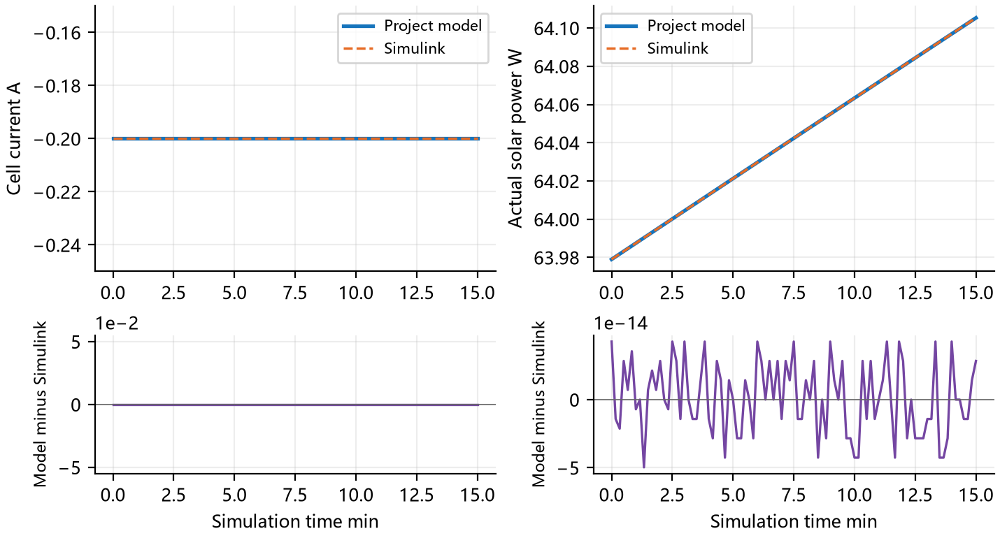 Cell current A
−0.16
−0.18
−0.20
−0.22
−0.24
Project model
Simulink
0.0 2.5 5.0 7.5 10.0 12.5 15.0
Actual solar power W
64.10
64.08
64.06
64.04
64.02
64.00
63.98
Project model
Simulink
0.0 2.5 5.0 7.5 10.0 12.5 15.0
Model minus Simulink
1e−2
5
0
−5
0.0 2.5 5.0 7.5 10.0 12.5 15.0
Simulation time min
Model minus Simulink
1e−14
0
−5
0.0 2.5 5.0 7.5 10.0 12.5 15.0
Simulation time min